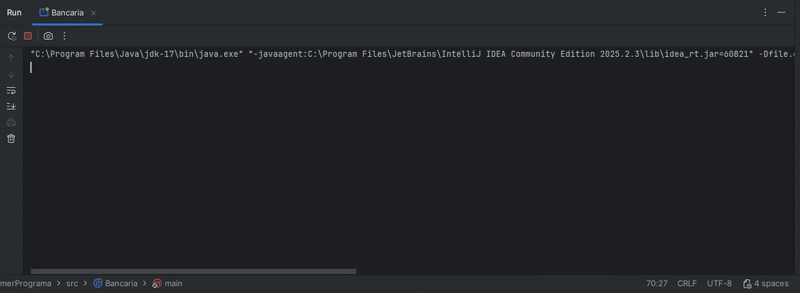 Run Bancaria
"C:\Program Files\Java\jdk-17\bin\java.exe" "-javaagent:C:\Program Files\JetBrains\IntelliJ IDEA Community Edition 2025.2.3\lib\idea_rt.jar=60821" -Dfile.
merPrograma > src > Bancaria > main 70:27 CRLF UTF-8 4 spaces